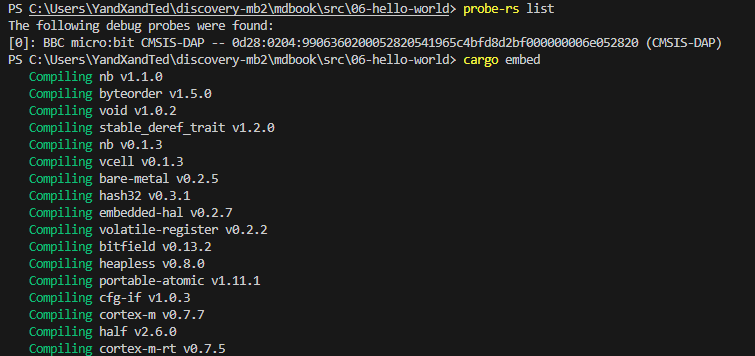 PS C:\Users\YandXandTed\discovery-mb2\mdbook\src\06-hello-world> probe-rs list
The following debug probes were found:
[0]: BBC micro:bit CMSIS-DAP -- 0d28:0204:9906360200052820541965c4bfd8d2bf000000006e052820 (CMSIS-DAP)
PS C:\Users\YandXandTed\discovery-mb2\mdbook\src\06-hello-world> cargo embed
Compiling nb v1.1.0
Compiling byteorder v1.5.0
Compiling void v1.0.2
Compiling stable_deref_trait v1.2.0
Compiling nb v0.1.3
Compiling vcell v0.1.3
Compiling bare-metal v0.2.5
Compiling hash32 v0.3.1
Compiling embedded-hal v0.2.7
Compiling volatile-register v0.2.2
Compiling bitfield v0.13.2
Compiling heapless v0.8.0
Compiling portable-atomic v1.11.1
Compiling cfg-if v1.0.3
Compiling cortex-m v0.7.7
Compiling half v2.6.0
Compiling cortex-m-rt v0.7.5